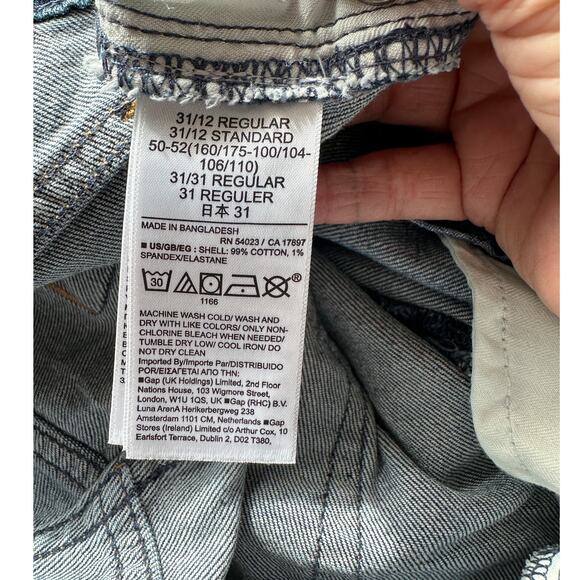 31/12 REGULAR
31/12 STANDARD
50-52(160/175-100/104-
106/110)
31/31 REGULAR
31 REGULER
日本 31
MADE IN BANGLADESH
RN 54023 / CA 17897
■ US/GB/EG : SHELL: 99% COTTON, 1%
SPANDEX/ELASTANE
30
1166
MACHINE WASH COLD/ WASH AND
DRY WITH LIKE COLORS/ ONLY NON-
CHLORINE BLEACH WHEN NEEDED/
TUMBLE DRY LOW/ COOL IRON/ DO
NOT DRY CLEAN
Imported By/Importe Par/DISTRIBUIDO
POR/ΕΙΣΑΓΕΤΑΙ ΑΠΟ ΤΗΝ:
■Gap (UK Holdings) Limited, 2nd Floor
Nations House, 103 Wigmore Street,
London, W1U 1QS, UK ■Gap (RHC) B.V.
Luna ArenA Herikerbergweg 238
Amsterdam 1101 CM, Netherlands ■Gap
Stores (Ireland) Limited c/o Arthur Cox, 10
Earlsfort Terrace, Dublin 2, D02 T380,